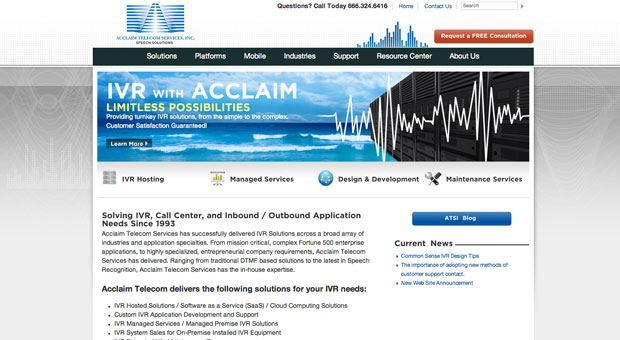 Questions? Call Today 866.324.6416
Home
Contact Us
Search
ACCLAIM TELECOM SERVICES, INC.
SPEECH SOLUTIONS
Request a FREE Consultation
Solutions Platforms Mobile Industries Support Resource Center About Us
IVR WITH ACCLAIM
LIMITLESS POSSIBILITIES
Providing turnkey IVR solutions, from the simple to the complex.
Customer Satisfaction Guaranteed!
Learn More
IVR Hosting
Managed Services
Design & Development
Maintenance Services
Solving IVR, Call Center, and Inbound / Outbound Application
Needs Since 1993
Acclaim Telecom Services has successfully delivered IVR Solutions across a broad array of
industries and application specialties. From mission critical, complex Fortune 500 enterprise
applications, to highly specialized, entrepreneurial company requirements, Acclaim Telecom
Services has delivered. Ranging from traditional DTMF based solutions to the latest in Speech
Recognition, Acclaim Telecom Services has the in-house expertise.
Acclaim Telecom delivers the following solutions for your IVR needs:
IVR Hosted Solutions / Software as a Service (SaaS) / Cloud Computing Solutions
Custom IVR Application Development and Support
IVR Managed Services / Managed Premise IVR Solutions
IVR System Sales for On-Premise Installed IVR Equipment
ATSI Blog
Current News
Common Sense IVR Design Tips
The importance of adopting new methods of
customer support contact.
New Web Site Announcement